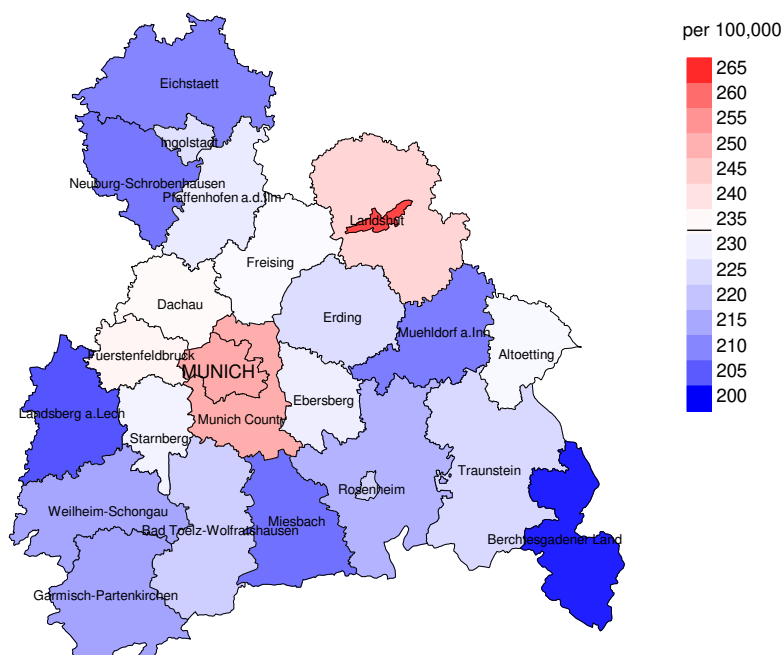 per 100,000
265
260
255
250
245
240
235
230
225
220
215
210
205
200
Eichstaett
Ingolstadt
Neuburg-Schrobenhausen
Pfaffenhofen a.d.Ilm
Landshut
Freising
Dachau
Erding
Muehldorf a.Inn
Altoetting
Fuerstenfeldbruck
MUNICH
Ebersberg
Landsberg a.Lech
Munich County
Starnberg
Traunstein
Rosenheim
Weilheim-Schongau
Miesbach
Bad Toelz-Wolfratshausen
Berchtesgadener Land
Garmisch-Partenkirchen